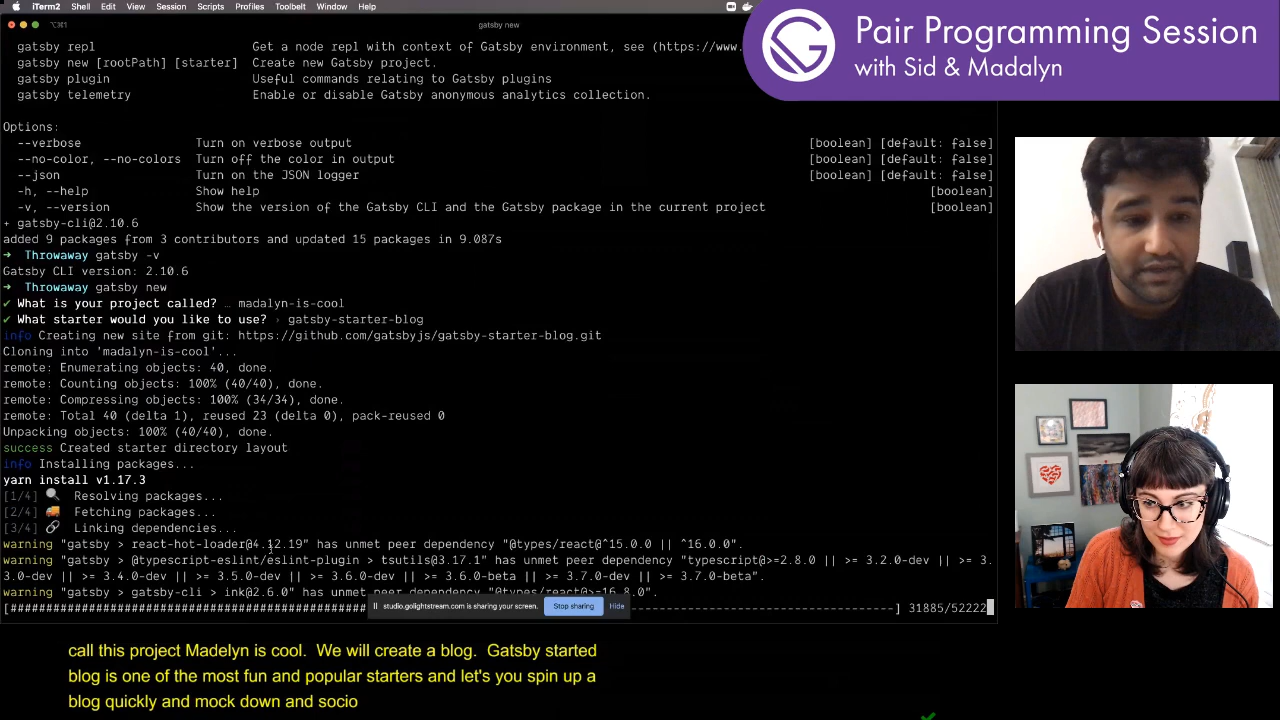 iTerm2 Shell Edit View Session Scripts Profiles Toolbelt Window Help
⌥⌘1 gatsby new
gatsby repl Get a node repl with context of Gatsby environment, see (https://www.
gatsby new [rootPath] [starter] Create new Gatsby project.
gatsby plugin Useful commands relating to Gatsby plugins
gatsby telemetry Enable or disable Gatsby anonymous analytics collection.
Options:
--verbose Turn on verbose output [boolean] [default: false]
--no-color, --no-colors Turn off the color in output [boolean] [default: false]
--json Turn on the JSON logger [boolean] [default: false]
-h, --help Show help [boolean]
-v, --version Show the version of the Gatsby CLI and the Gatsby package in the current project [boolean]
+ gatsby-cli@2.10.6
added 9 packages from 3 contributors and updated 15 packages in 9.087s
➜ Throwaway gatsby -v
Gatsby CLI version: 2.10.6
➜ Throwaway gatsby new
✔ What is your project called? … madalyn-is-cool
✔ What starter would you like to use? › gatsby-starter-blog
info Creating new site from git: https://github.com/gatsbyjs/gatsby-starter-blog.git
Cloning into 'madalyn-is-cool'...
remote: Enumerating objects: 40, done.
remote: Counting objects: 100% (40/40), done.
remote: Compressing objects: 100% (34/34), done.
remote: Total 40 (delta 1), reused 23 (delta 0), pack-reused 0
Unpacking objects: 100% (40/40), done.
success Created starter directory layout
info Installing packages...
yarn install v1.17.3
[1/4] 🔍 Resolving packages...
[2/4] 🚚 Fetching packages...
[3/4] 🔗 Linking dependencies...
warning "gatsby > react-hot-loader@4.12.19" has unmet peer dependency "@types/react@^15.0.0 || ^16.0.0".
warning "gatsby > @typescript-eslint/eslint-plugin > tsutils@3.17.1" has unmet peer dependency "typescript@>=2.8.0 || >= 3.2.0-dev || >= 3.
3.0-dev || >= 3.4.0-dev || >= 3.5.0-dev || >= 3.6.0-dev || >= 3.6.0-beta || >= 3.7.0-dev || >= 3.7.0-beta".
warning "gatsby > gatsby-cli > ink@2.6.0" has unmet peer dependency "@types/react@>=16.8.0".
31885/52222
studio.golightstream.com is sharing your screen. Stop sharing Hide
Pair Programming Session
with Sid & Madalyn
call this project Madelyn is cool. We will create a blog. Gatsby started
blog is one of the most fun and popular starters and let's you spin up a
blog quickly and mock down and socio